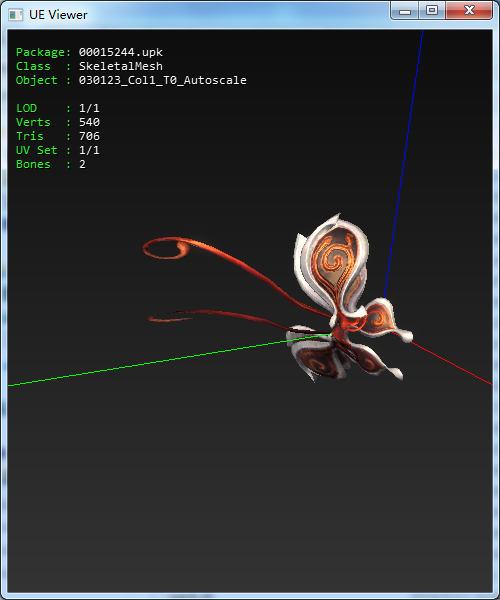 UE Viewer
Package: 00015244.upk
Class : SkeletalMesh
Object : 030123_Col1_T0_Autoscale
LOD : 1/1
Verts : 540
Tris : 706
UV Set : 1/1
Bones : 2